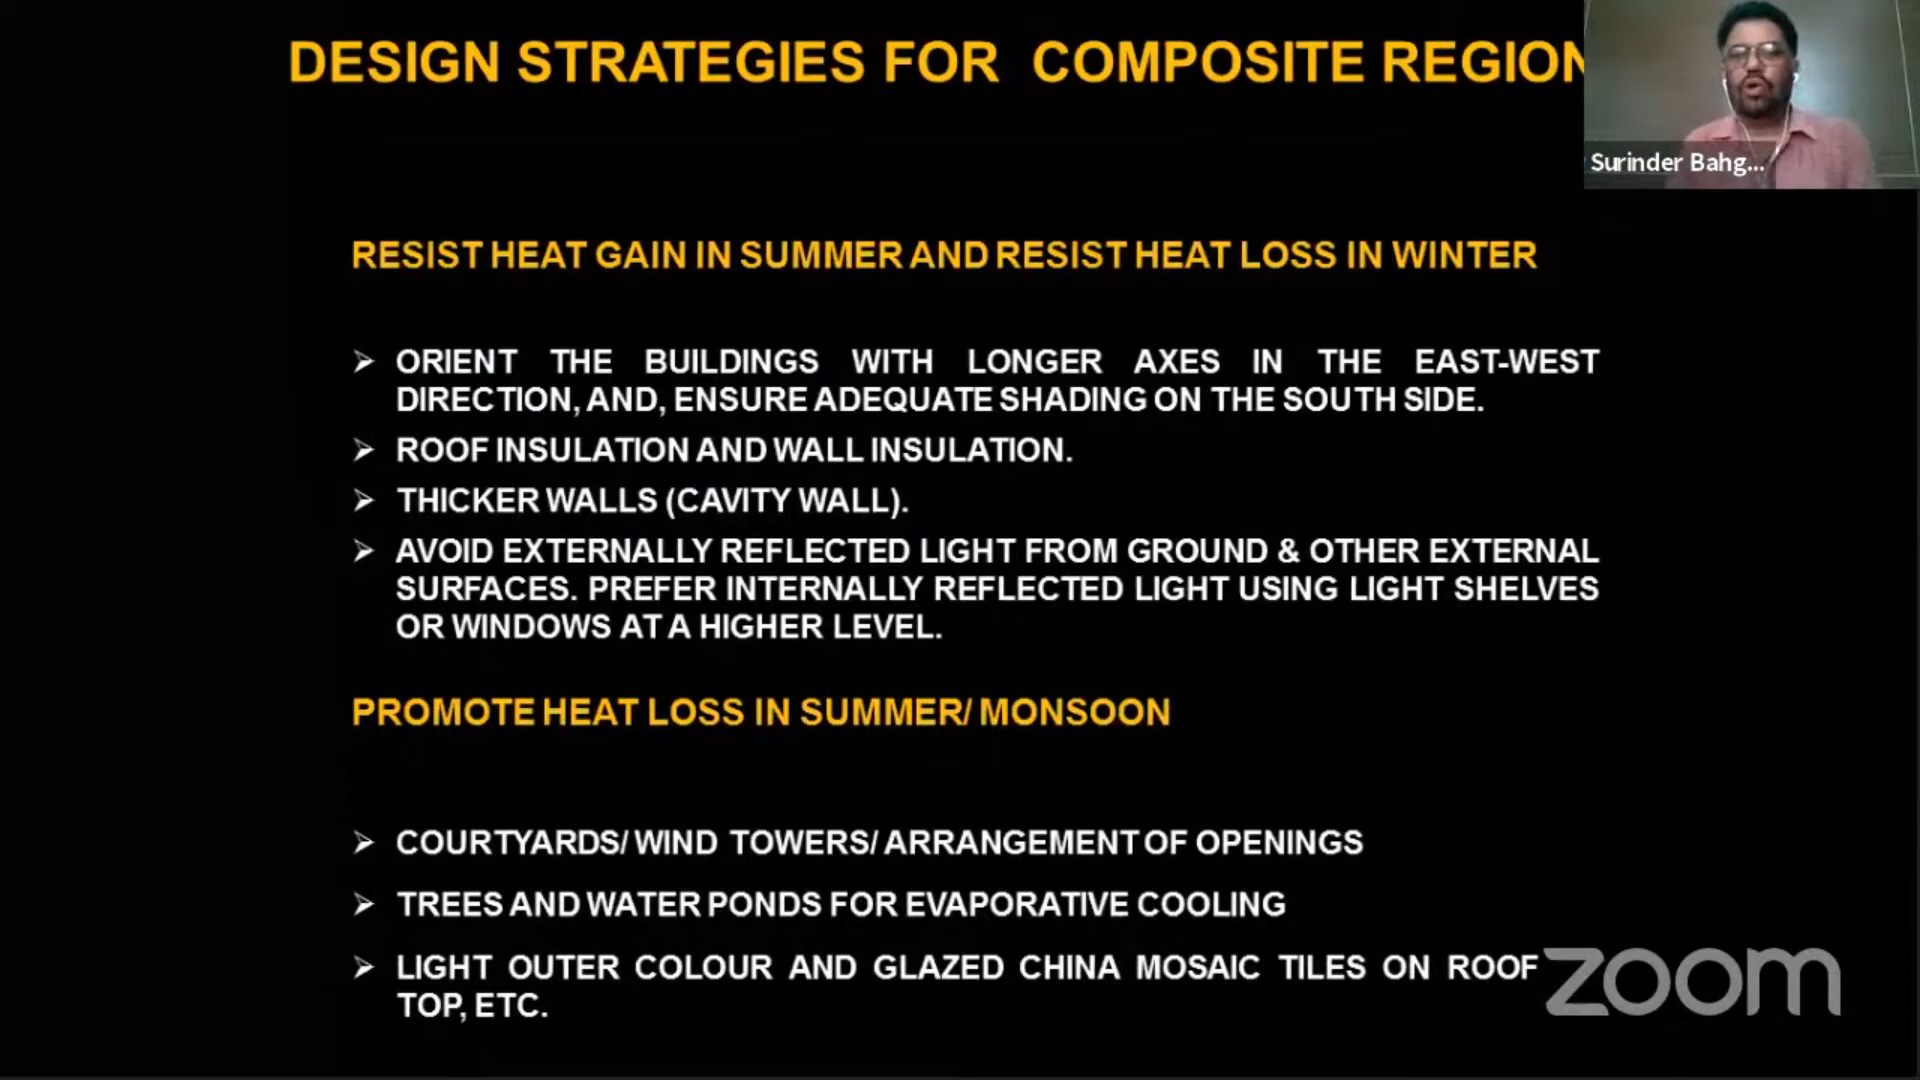 DESIGN STRATEGIES FOR COMPOSITE REGION
Surinder Bahg...
RESIST HEAT GAIN IN SUMMER AND RESIST HEAT LOSS IN WINTER
ORIENT THE BUILDINGS WITH LONGER AXES IN THE EAST-WEST
DIRECTION, AND, ENSURE ADEQUATE SHADING ON THE SOUTH SIDE.
ROOF INSULATION AND WALL INSULATION.
THICKER WALLS (CAVITY WALL).
AVOID EXTERNALLY REFLECTED LIGHT FROM GROUND & OTHER EXTERNAL
SURFACES. PREFER INTERNALLY REFLECTED LIGHT USING LIGHT SHELVES
OR WINDOWS AT A HIGHER LEVEL.
PROMOTE HEAT LOSS IN SUMMER/ MONSOON
COURTYARDS/ WIND TOWERS/ ARRANGEMENT OF OPENINGS
TREES AND WATER PONDS FOR EVAPORATIVE COOLING
LIGHT OUTER COLOUR AND GLAZED CHINA MOSAIC TILES ON ROOF
TOP, ETC.
zoom